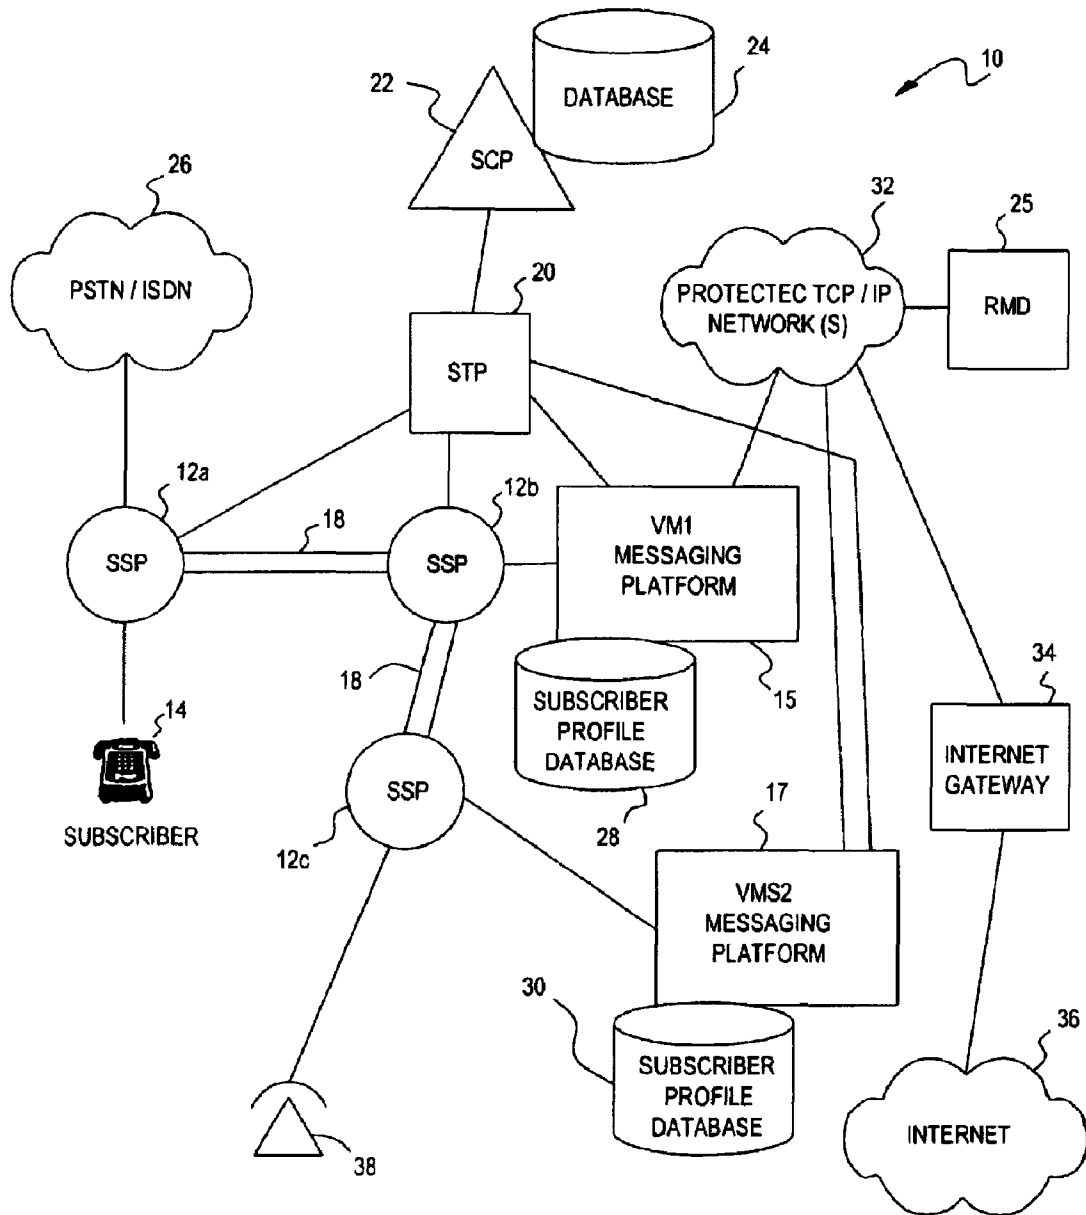 10
22
24
DATABASE
SCP
26
32
25
PSTN / ISDN
20
PROTECTEC TCP / IP
NETWORK (S)
RMD
STP
12a
12b
18
SSP
SSP
VM1
MESSAGING
PLATFORM
18
15
34
14
SUBSCRIBER
PROFILE
DATABASE
INTERNET
GATEWAY
SSP
SUBSCRIBER
12c
28
17
VMS2
MESSAGING
PLATFORM
30
36
SUBSCRIBER
PROFILE
DATABASE
INTERNET
38